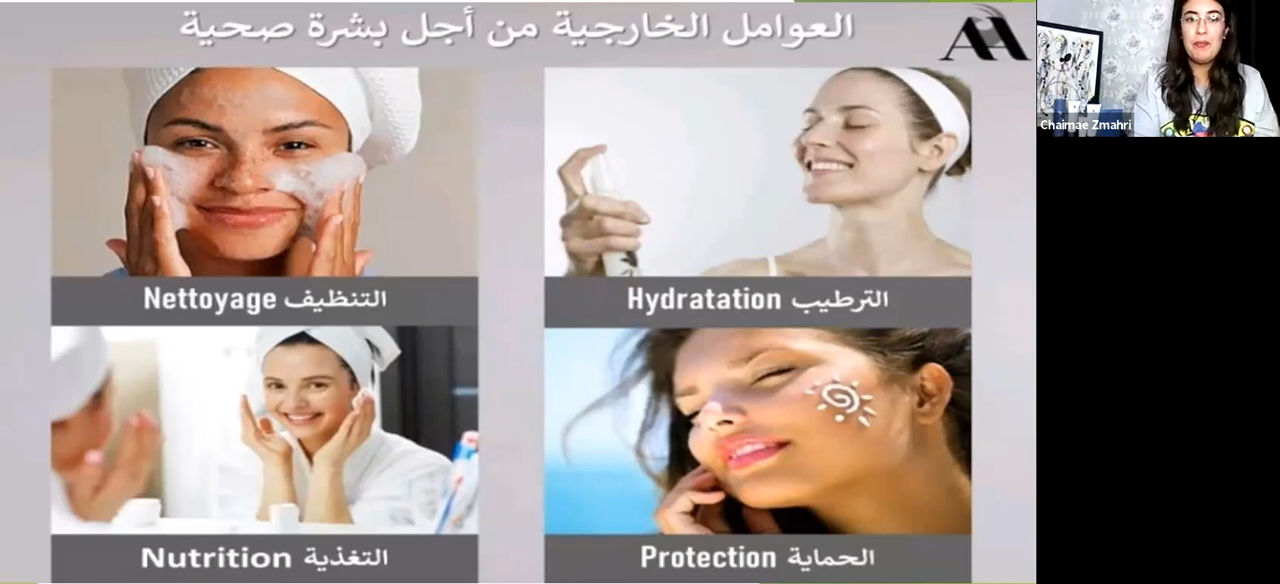 العوامل الخارجية من أجل بشرة صحية
Chaimae Zmahri
Nettoyage التنظيف
Hydratation الترطيب
Nutrition التغذية
Protection الحماية